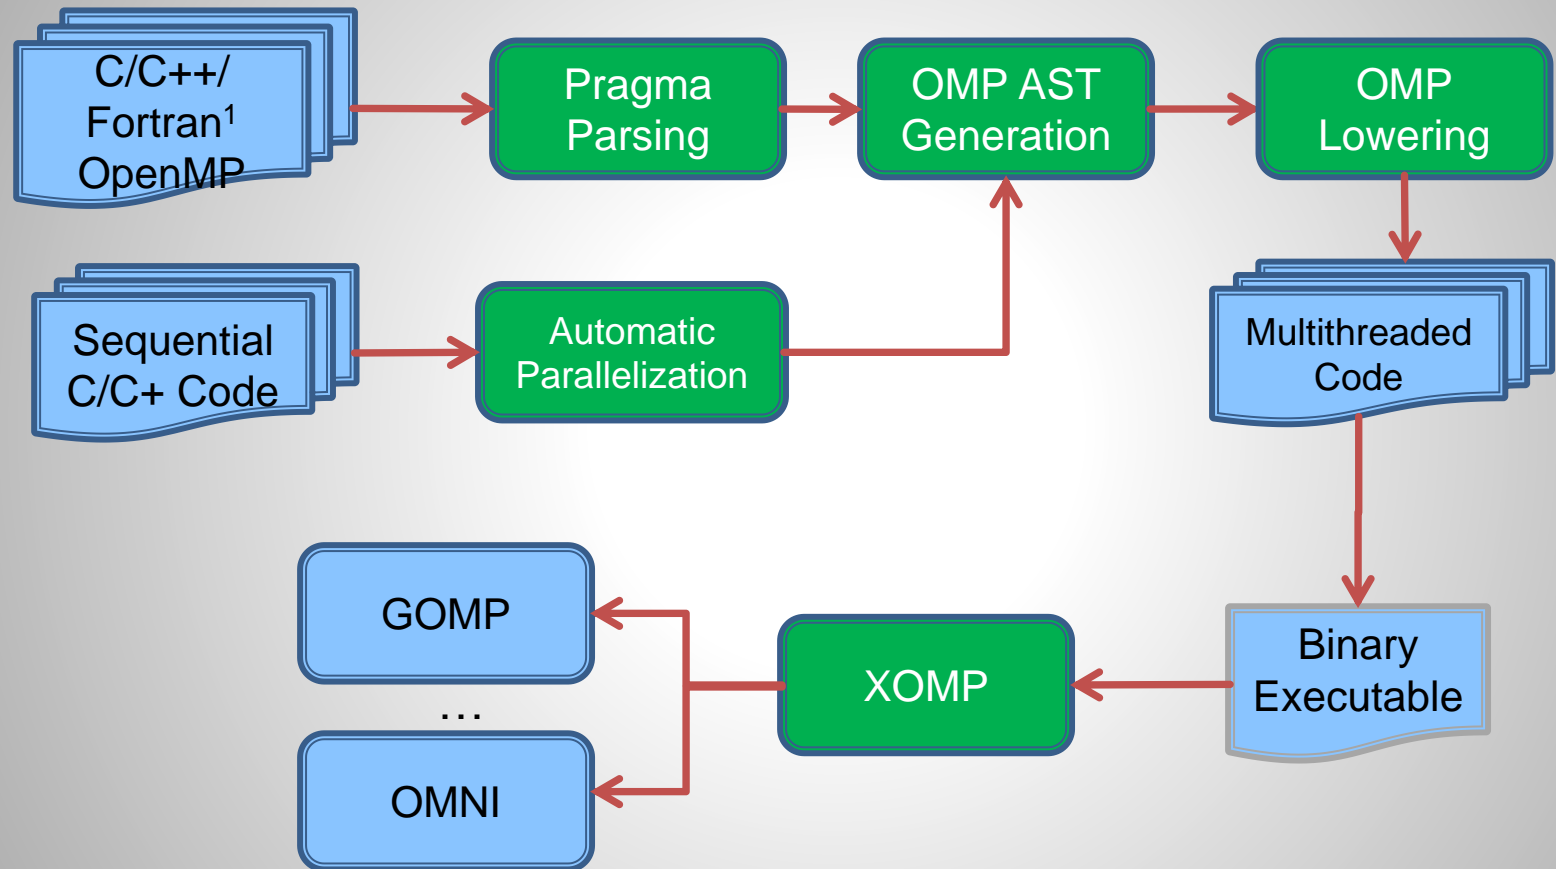 C/C++/
Fortran¹
OpenMP
Pragma
Parsing
OMP AST
Generation
OMP
Lowering
Sequential
C/C+ Code
Automatic
Parallelization
Multithreaded
Code
GOMP
…
OMNI
XOMP
Binary
Executable